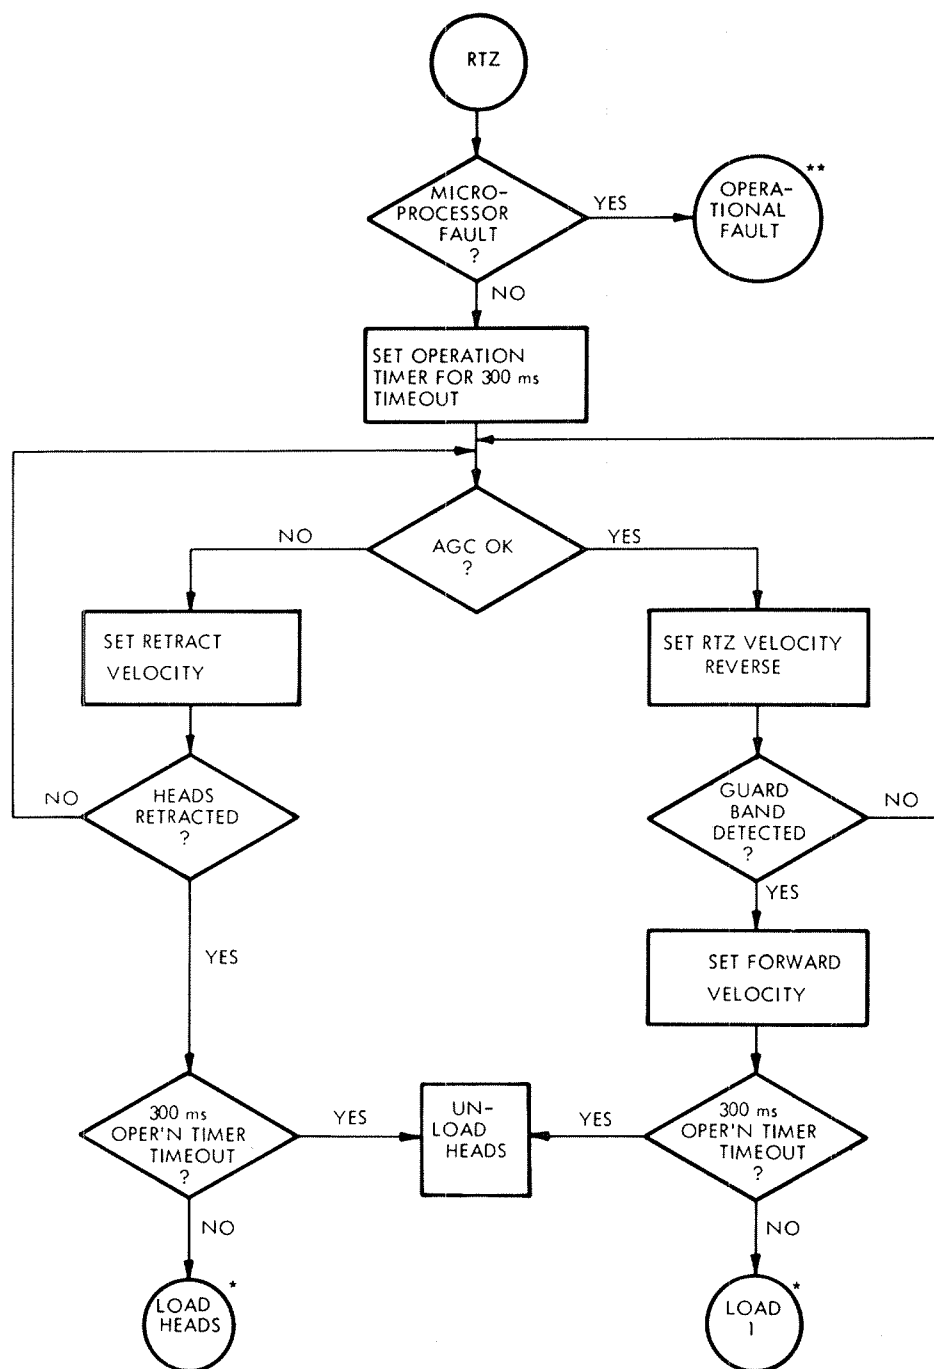 RTZ
MICRO-
PROCESSOR
FAULT
?
YES
**
OPERA-
TIONAL
FAULT
NO
SET OPERATION
TIMER FOR 300 ms
TIMEOUT
NO
AGC OK
?
YES
SET RETRACT
VELOCITY
SET RTZ VELOCITY
REVERSE
NO
HEADS
RETRACTED
?
GUARD
BAND
DETECTED
?
NO
YES
YES
SET FORWARD
VELOCITY
300 ms
OPER'N TIMER
TIMEOUT
?
YES
UN-
LOAD
HEADS
YES
300 ms
OPER'N TIMER
TIMEOUT
?
NO
NO
*
LOAD
HEADS
*
LOAD
1